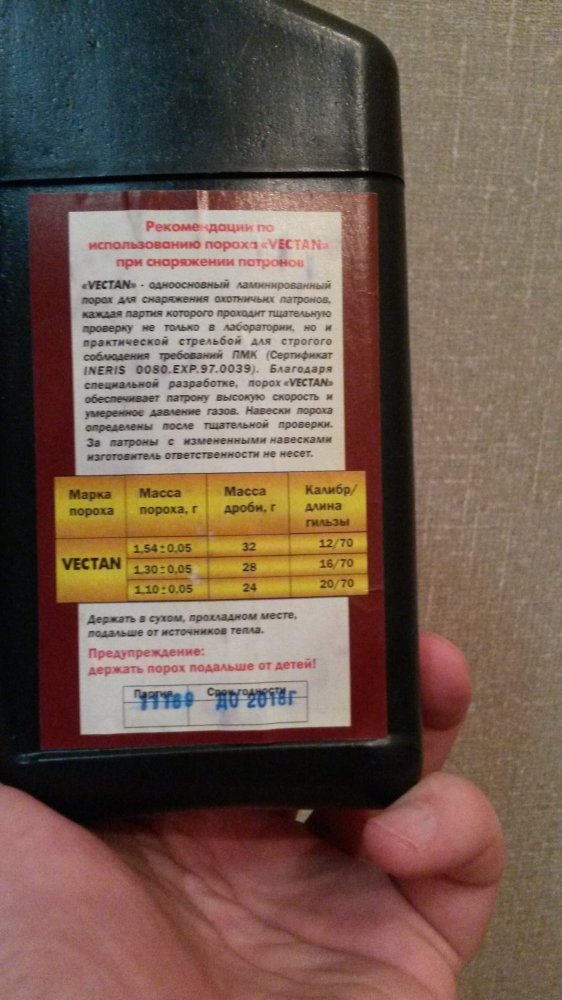 Рекомендации по
использованию пороха «VECTAN»
при снаряжении патронов
«VECTAN» - одноосновный ламинированный
порох для снаряжения охотничьих патронов,
каждая партия которого проходит тщательную
проверку не только в лаборатории, но и
практической стрельбой для строгого
соблюдения требований ПМК (Сертификат
INERIS 0080.EXP.97.0039). Благодаря
специальной разработке, порох «VECTAN»
обеспечивает патрону высокую скорость и
умеренное давление газов. Навески пороха
определены после тщательной проверки.
За патроны с измененными навесками
изготовитель ответственности не несет.
Марка пороха Масса пороха, г Масса дроби, г Калибр/ длина гильзы
VECTAN 1,54±0,05 32 12/70
1,30±0,05 28 16/70
1,10±0,05 24 20/70
Держать в сухом, прохладном месте,
подальше от источников тепла.
Предупреждение:
держать порох подальше от детей!
Партия Срок годности
ДО 2018г